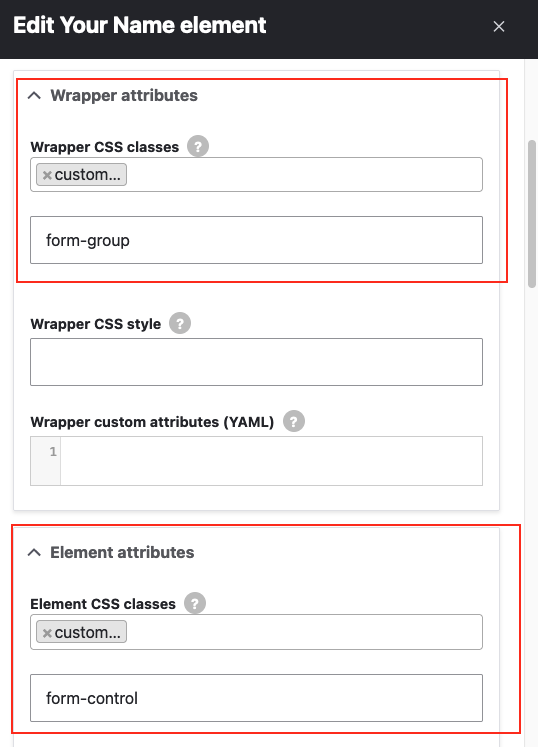 Edit Your Name element ×
Wrapper attributes
Wrapper CSS classes ?
×custom...
form-group
Wrapper CSS style ?
Wrapper custom attributes (YAML) ?
1
Element attributes
Element CSS classes ?
×custom...
form-control